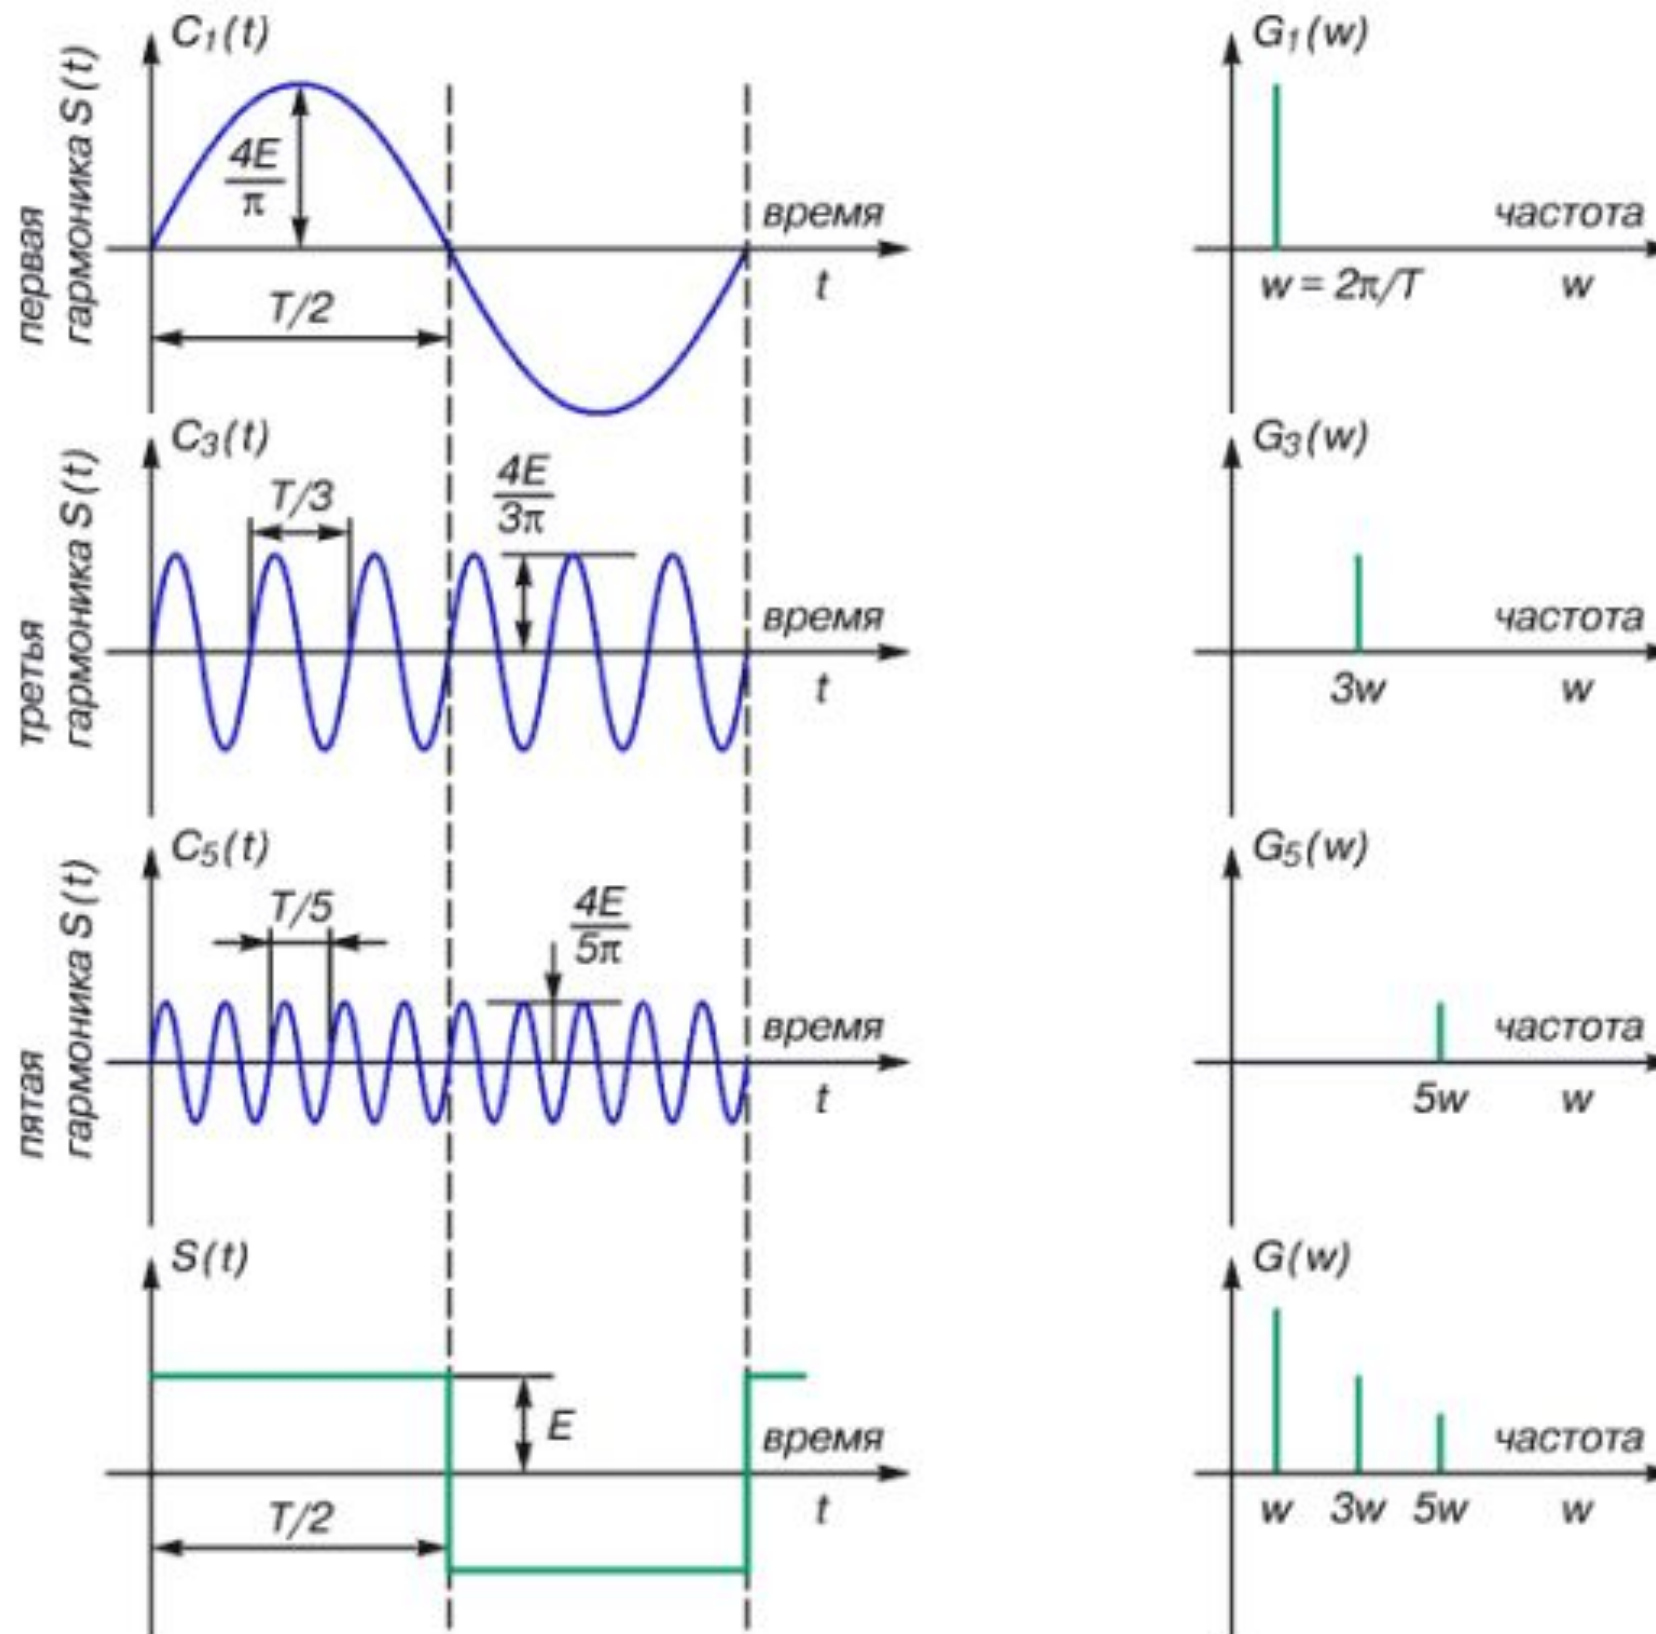 C₁(t)
первая
гармоника S(t)
4E
π
T/2
время
t
G₁(w)
частота
w = 2π/T
w
C₃(t)
третья
гармоника S(t)
T/3
4E
3π
время
t
G₃(w)
частота
3w
w
C₅(t)
пятая
гармоника S(t)
T/5
4E
5π
время
t
G₅(w)
частота
5w
w
S(t)
E
T/2
время
t
G(w)
частота
w 3w 5w w